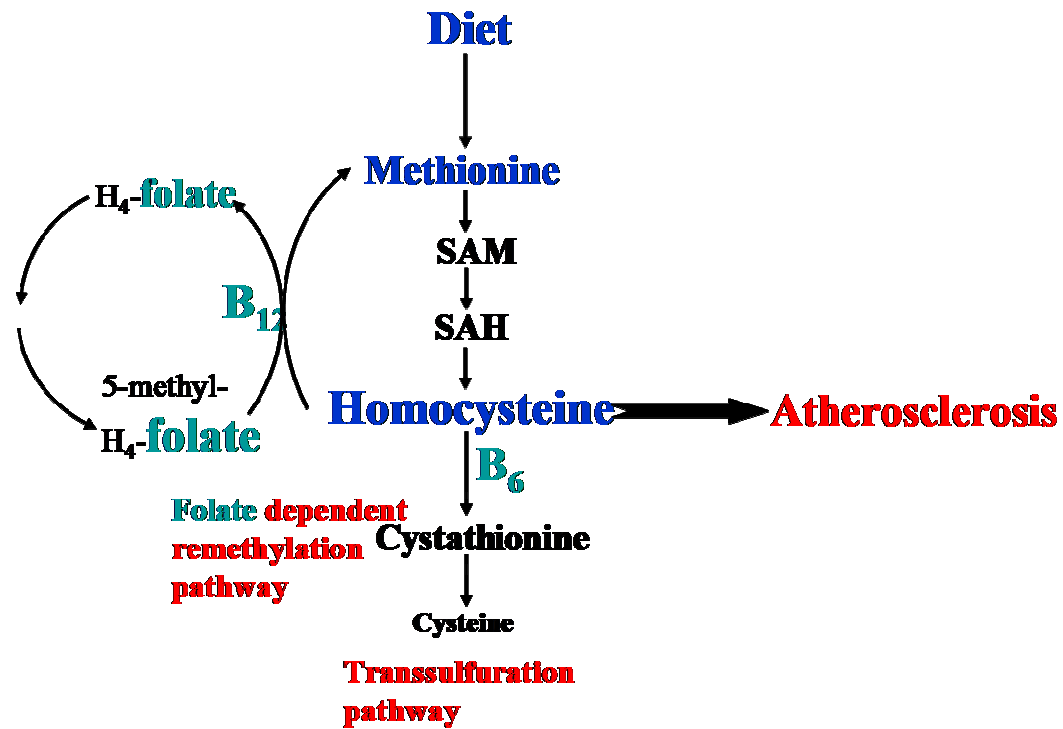 Diet
Methionine
H4-folate
SAM
B12
SAH
5-methyl-
H4-folate
Homocysteine
Atherosclerosis
B6
Folate dependent
remethylation
pathway
Cystathionine
Cysteine
Transsulfuration
pathway